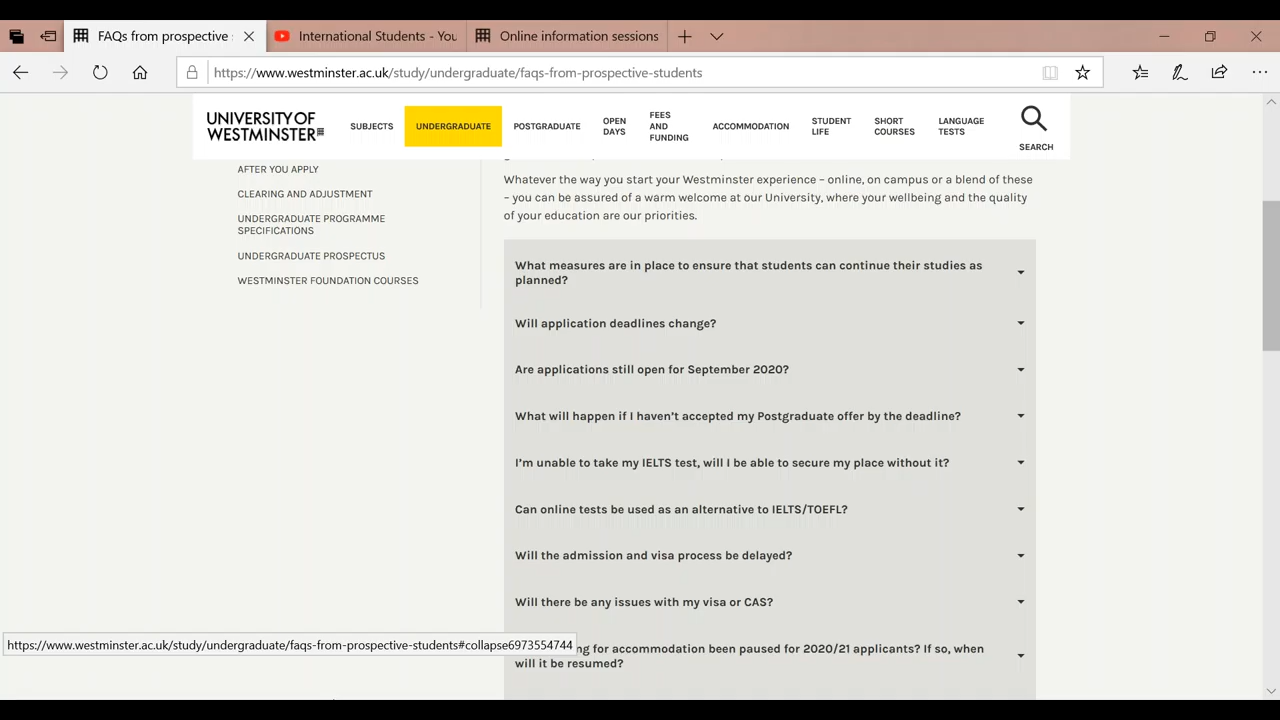 FAQs from prospective
International Students - You
Online information sessions
https://www.westminster.ac.uk/study/undergraduate/faqs-from-prospective-students
UNIVERSITY OF
WESTMINSTER
SUBJECTS
UNDERGRADUATE
POSTGRADUATE
OPEN
DAYS
FEES
AND
FUNDING
ACCOMMODATION
STUDENT
LIFE
SHORT
COURSES
LANGUAGE
TESTS
SEARCH
AFTER YOU APPLY
CLEARING AND ADJUSTMENT
UNDERGRADUATE PROGRAMME
SPECIFICATIONS
UNDERGRADUATE PROSPECTUS
WESTMINSTER FOUNDATION COURSES
Whatever the way you start your Westminster experience – online, on campus or a blend of these
– you can be assured of a warm welcome at our University, where your wellbeing and the quality
of your education are our priorities.
What measures are in place to ensure that students can continue their studies as
planned?
Will application deadlines change?
Are applications still open for September 2020?
What will happen if I haven't accepted my Postgraduate offer by the deadline?
I'm unable to take my IELTS test, will I be able to secure my place without it?
Can online tests be used as an alternative to IELTS/TOEFL?
Will the admission and visa process be delayed?
Will there be any issues with my visa or CAS?
ng for accommodation been paused for 2020/21 applicants? If so, when
will it be resumed?
https://www.westminster.ac.uk/study/undergraduate/faqs-from-prospective-students#collapse6973554744